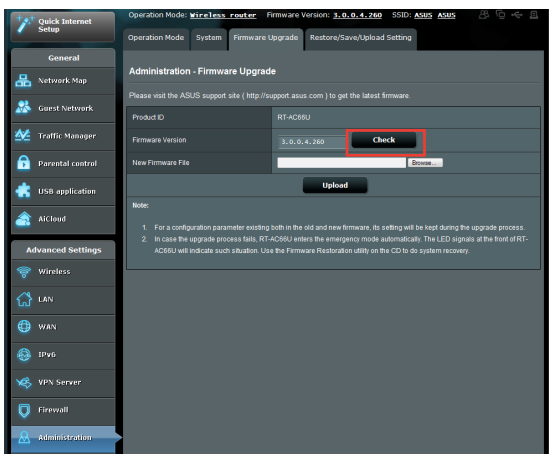 Quick Internet
Setup
Operation Mode: Wireless router Firmware Version: 3.0.0.4.260 SSID: ASUS ASUS
Operation Mode System Firmware Upgrade Restore/Save/Upload Setting
General
Network Map
Guest Network
Traffic Manager
Parental control
USB application
AiCloud
Advanced Settings
Wireless
LAN
WAN
IPv6
VPN Server
Firewall
Administration
Administration - Firmware Upgrade
Please visit the ASUS support site ( http://support.asus.com ) to get the latest firmware.
Product ID RT-AC66U
Firmware Version 3.0.0.4.260 Check
New Firmware File Browse...
Upload
Note:
1. For a configuration parameter existing both in the old and new firmware, its setting will be kept during the upgrade process.
2. In case the upgrade process fails, RT-AC66U enters the emergency mode automatically. The LED signals at the front of RT-
AC66U will indicate such situation. Use the Firmware Restoration utility on the CD to do system recovery.